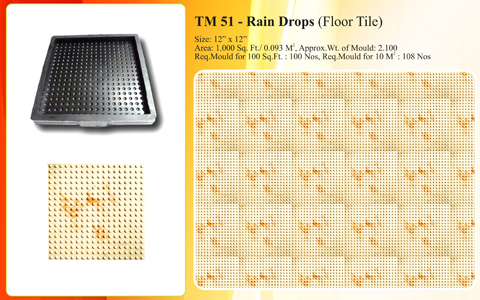 TM 51 - Rain Drops (Floor Tile)
Size: 12” x 12”
Area: 1.000 Sq. Ft./ 0.093 M², Approx.Wt. of Mould: 2.100
Req.Mould for 100 Sq.Ft. : 100 Nos, Req.Mould for 10 M² : 108 Nos